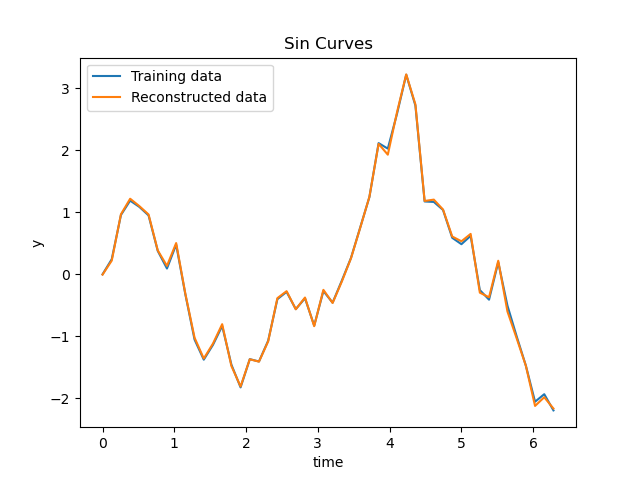 Sin Curves
Training data
Reconstructed data
3
2
1
0
−1
−2
y
0 1 2 3 4 5 6
time